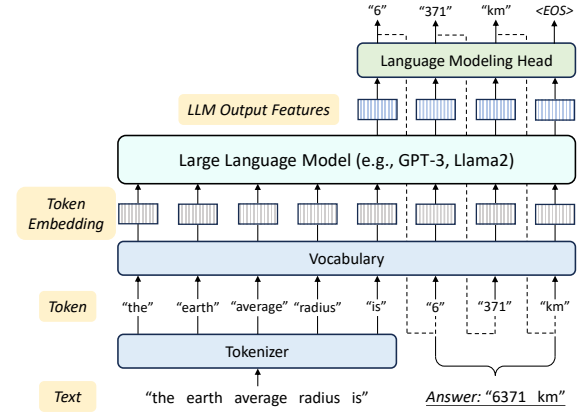 “6” “371” “km” <EOS>
Language Modeling Head
LLM Output Features
Large Language Model (e.g., GPT-3, Llama2)
Token
Embedding
Vocabulary
Token “the” “earth” “average” “radius” “is” “6” “371” “km”
Tokenizer
Text “the earth average radius is” Answer: “6371 km”